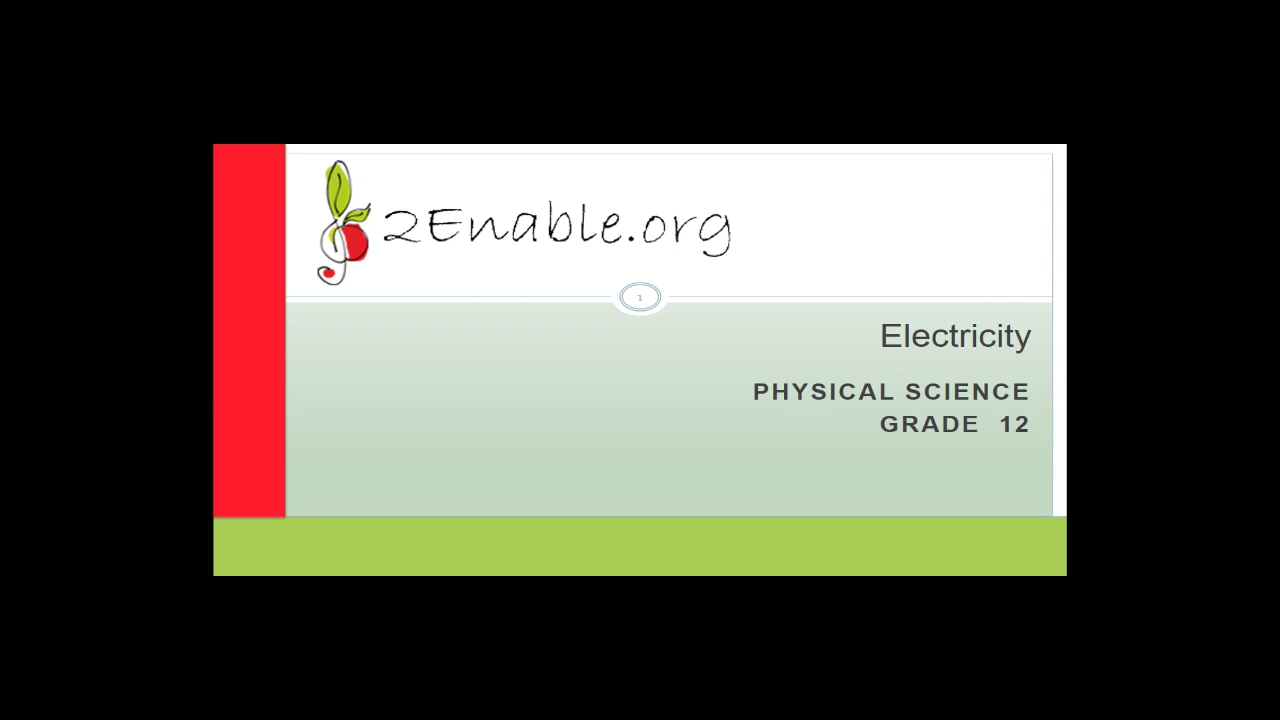 2Enable.org
1
Electricity
PHYSICAL SCIENCE
GRADE 12